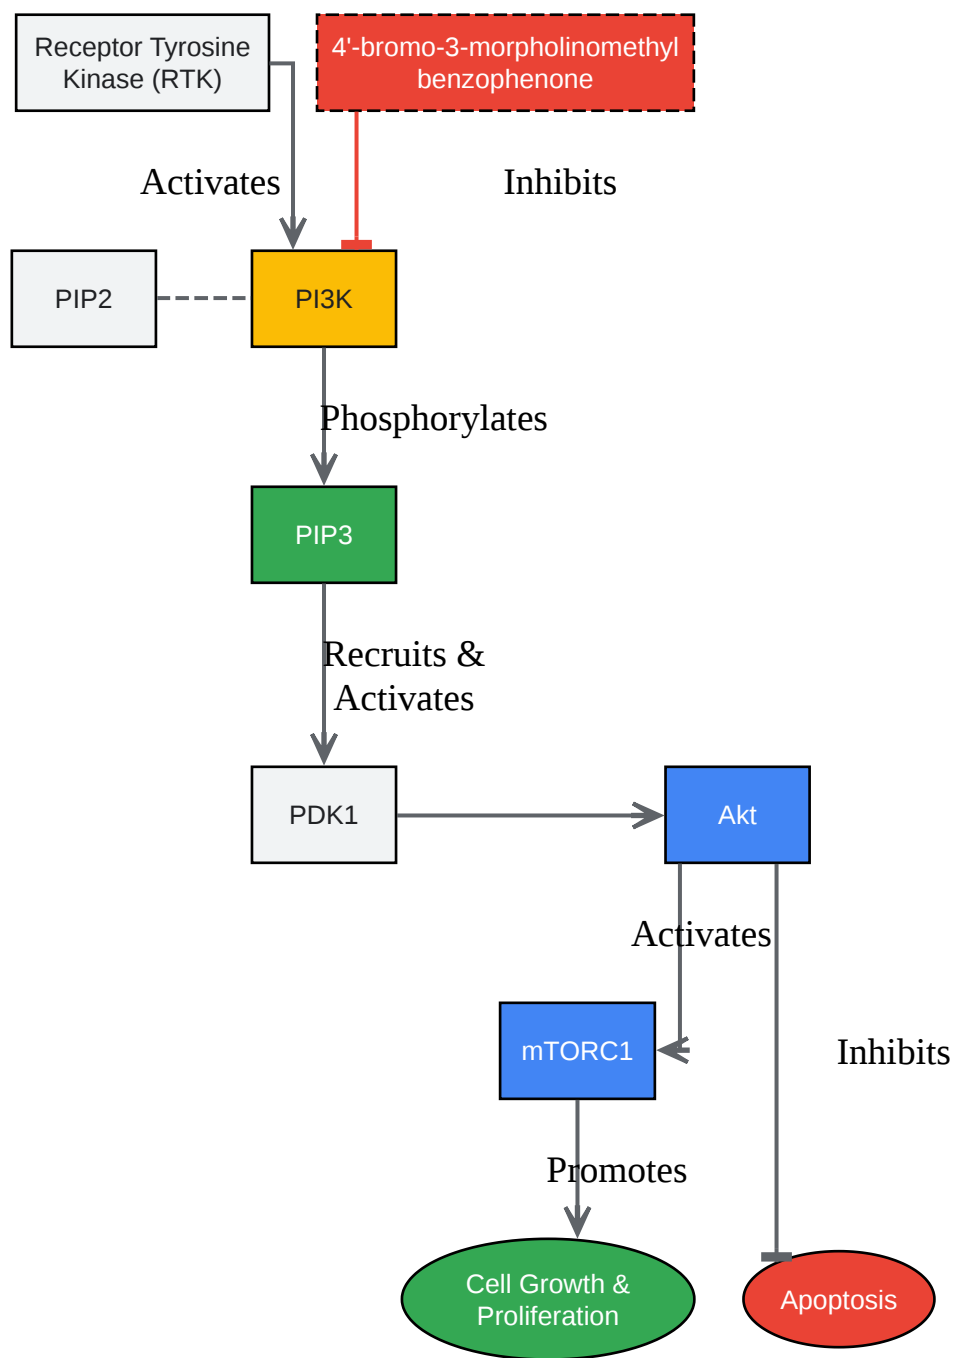 Receptor Tyrosine
Kinase (RTK)
4'-bromo-3-morpholinomethyl
benzophenone
Activates
Inhibits
PIP2
PI3K
Phosphorylates
PIP3
Recruits &
Activates
PDK1
Akt
Activates
mTORC1
Inhibits
Promotes
Cell Growth &
Proliferation
Apoptosis